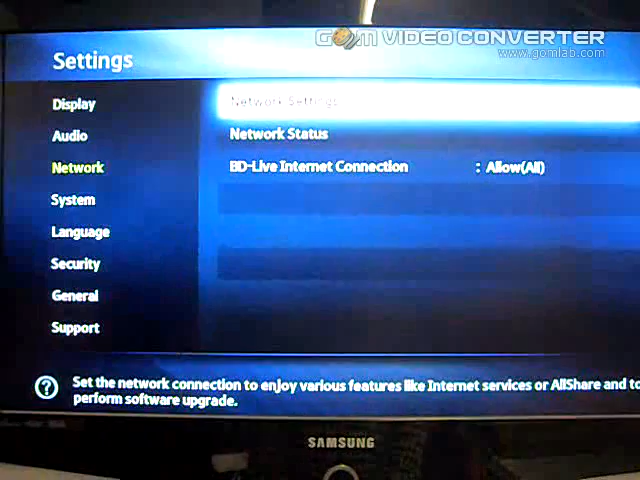 GOM VIDEO CONVERTER
www.gomlab.com
Settings
Display
Audio
Network
System
Language
Security
General
Support
Network Settings
Network Status
BD-Live Internet Connection : Allow(All)
? Set the network connection to enjoy various features like Internet services or AllShare and to
perform software upgrade.
SAMSUNG